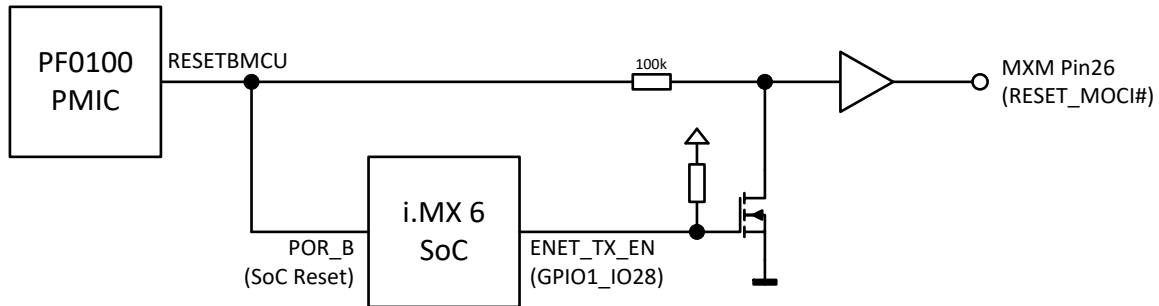 PF0100
PMIC
RESETBMCU
100k
MXM Pin26
(RESET_MOCI#)
i.MX 6
SoC
POR_B
(SoC Reset)
ENET_TX_EN
(GPIO1_IO28)